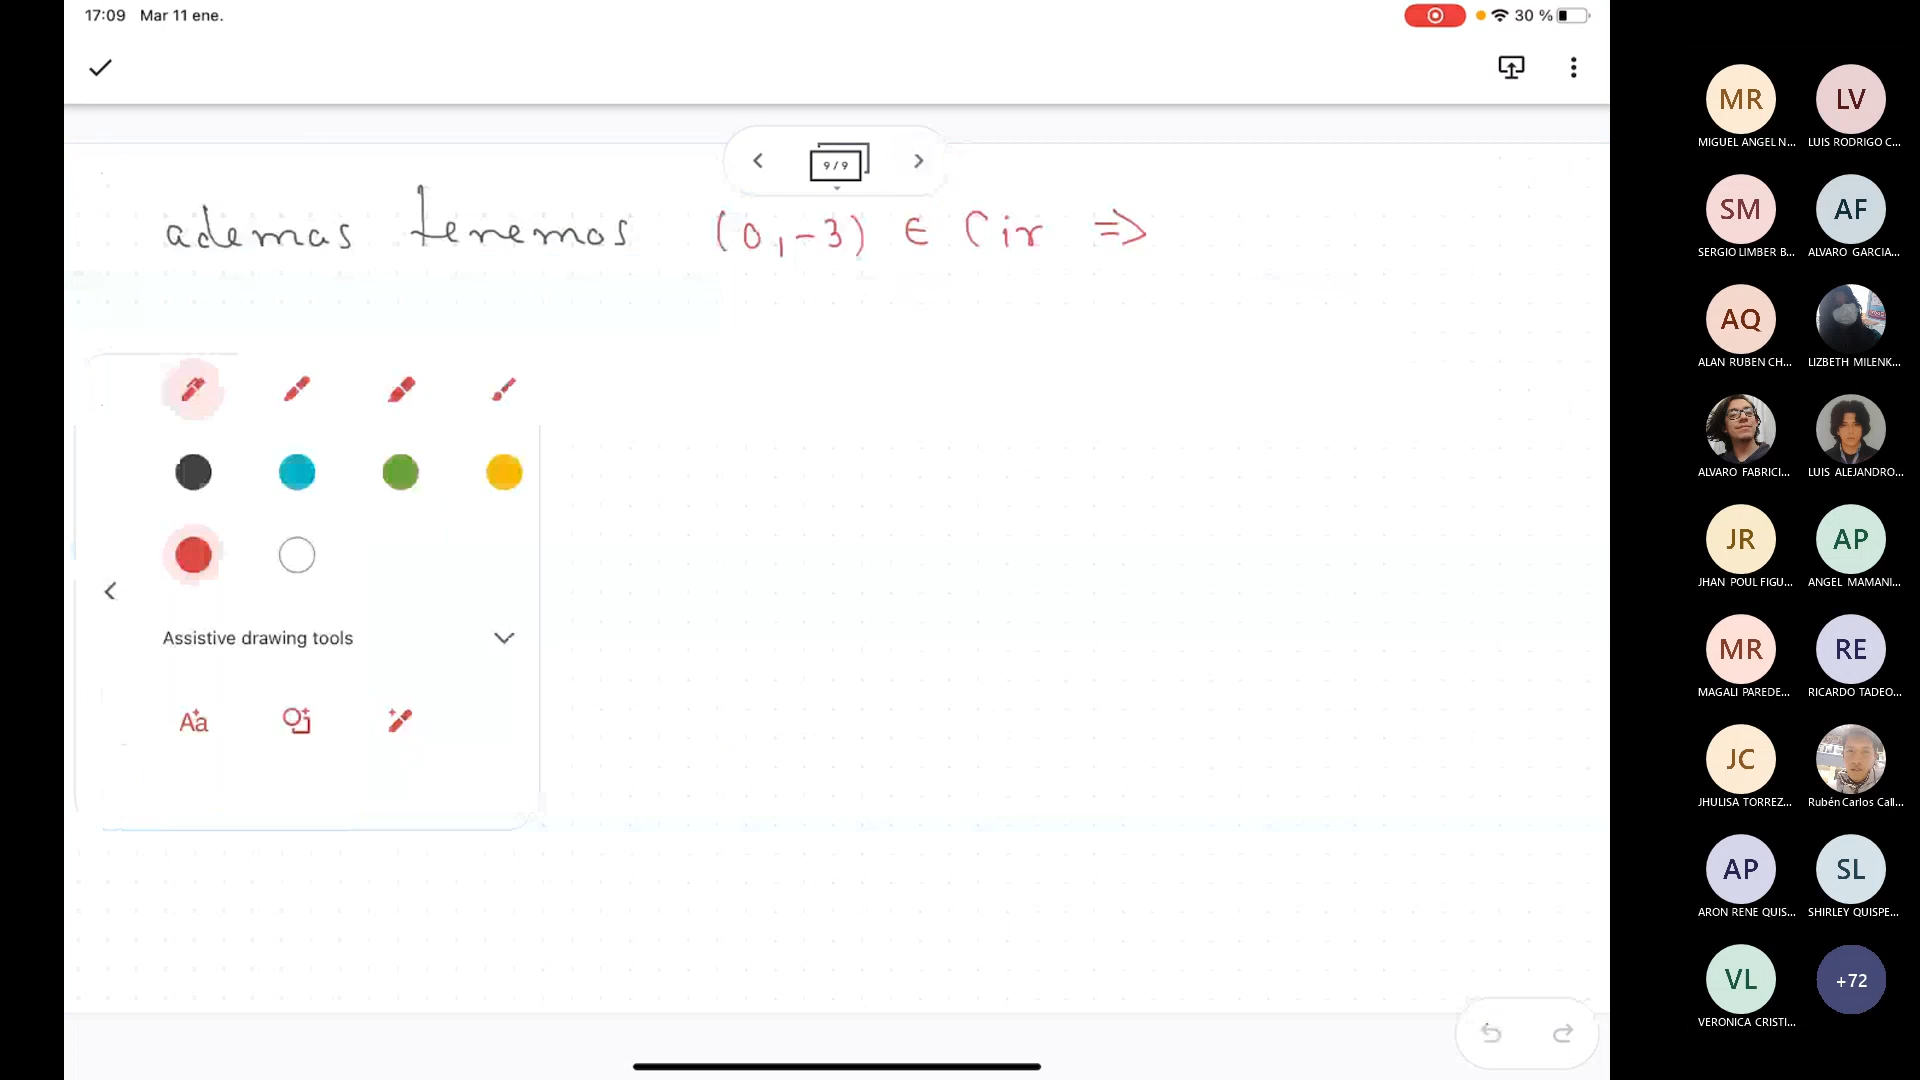 17:09 Mar 11 ene.
30 %
9 / 9
ademas tenemos (0,-3) ∈ Cir =>
Assistive drawing tools
Aa
MR
MIGUEL ANGEL N...
LV
LUIS RODRIGO C...
SM
SERGIO LIMBER B...
AF
ALVARO GARCIA...
AQ
ALAN RUBEN CH...
LIZBETH MILENK...
ALVARO FABRICI...
LUIS ALEJANDRO...
JR
JHAN POUL FIGU...
AP
ANGEL MAMANI...
MR
MAGALI PAREDE...
RE
RICARDO TADEO...
JC
JHULISA TORREZ...
Rubén Carlos Call...
AP
ARON RENE QUIS...
SL
SHIRLEY QUISPE...
VL
VERONICA CRISTI...
+72